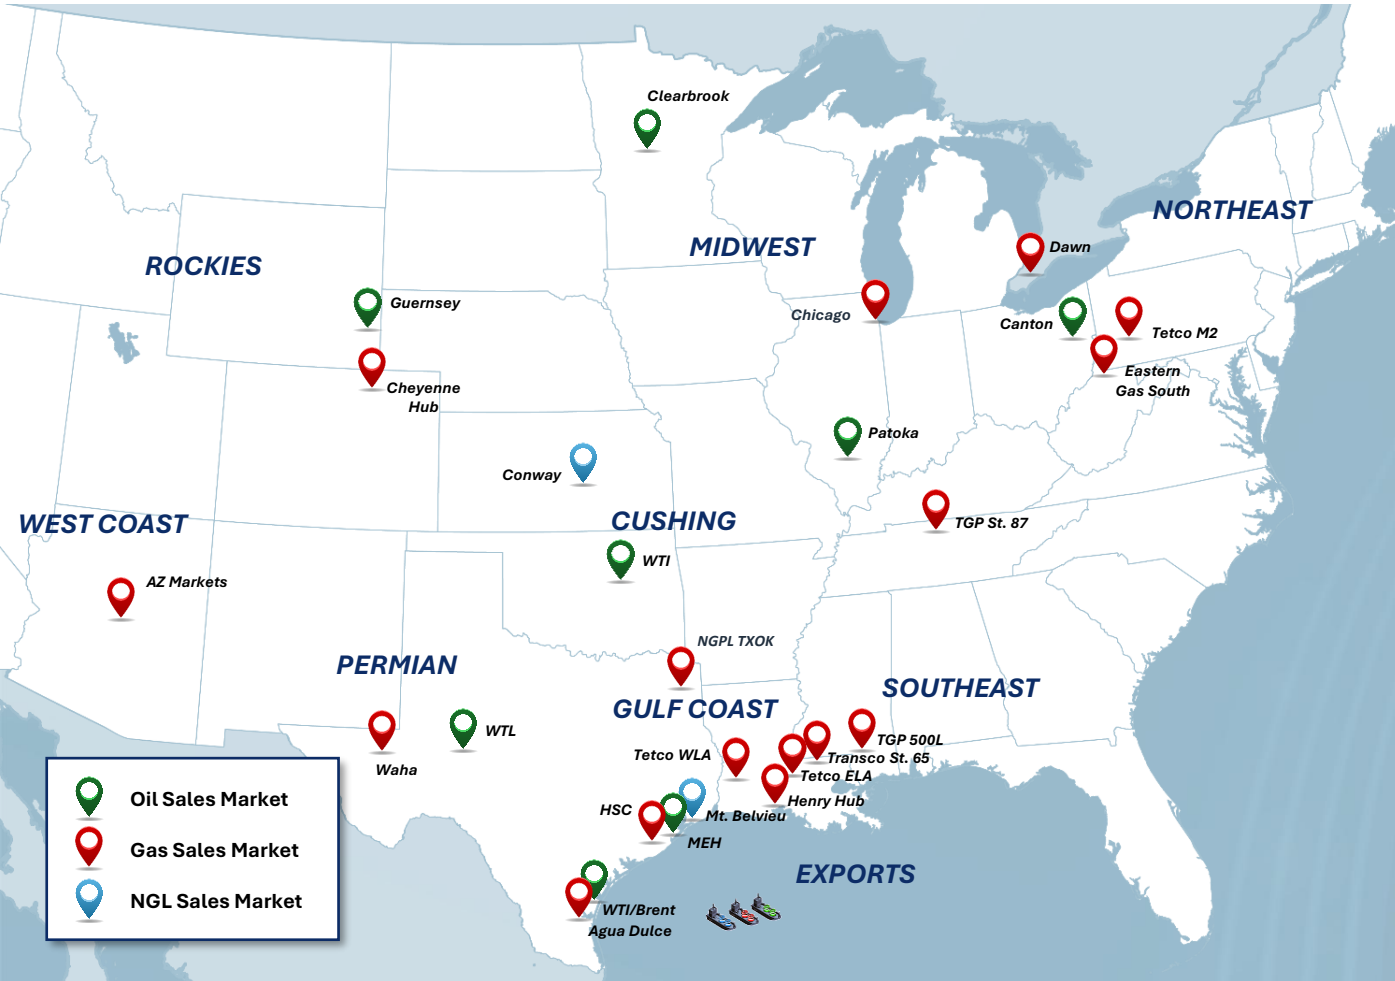 Clearbrook
NORTHEAST
MIDWEST
Dawn
ROCKIES
Guernsey
Chicago
Canton
Tetco M2
Eastern
Gas South
Cheyenne
Hub
Patoka
Conway
WEST COAST
CUSHING
TGP St. 87
WTI
AZ Markets
NGPL TXOK
PERMIAN
SOUTHEAST
GULF COAST
WTL
TGP 500L
Tetco WLA
Transco St. 65
Waha
Tetco ELA
Henry Hub
HSC
Mt. Belvieu
MEH
EXPORTS
WTI/Brent
Agua Dulce
Oil Sales Market
Gas Sales Market
NGL Sales Market